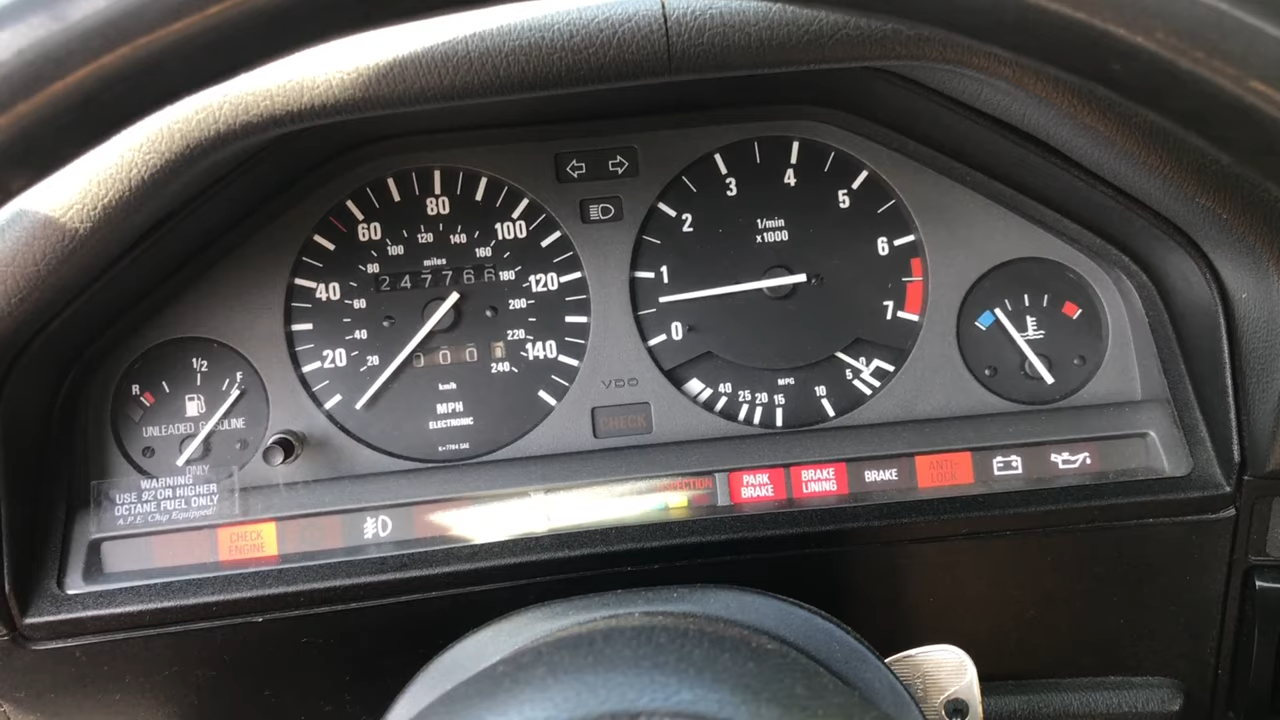 80
60
100
80
100
120
140
160
miles
247766
180
40
120
60
200
40
220
20
20
140
000
240
km/h
MPH
ELECTRONIC
K=7704 SAE
R
1/2
F
UNLEADED GASOLINE
ONLY
WARNING
USE 92 OR HIGHER
OCTANE FUEL ONLY
A.P.E. Chip Equipped!
VDO
CHECK
4
3
5
2
1/min
x1000
6
1
7
0
MPG
40
25
20
15
10
5
0
CHECK
ENGINE
PARK
BRAKE
BRAKE
LINING
BRAKE
ANTI-
LOCK